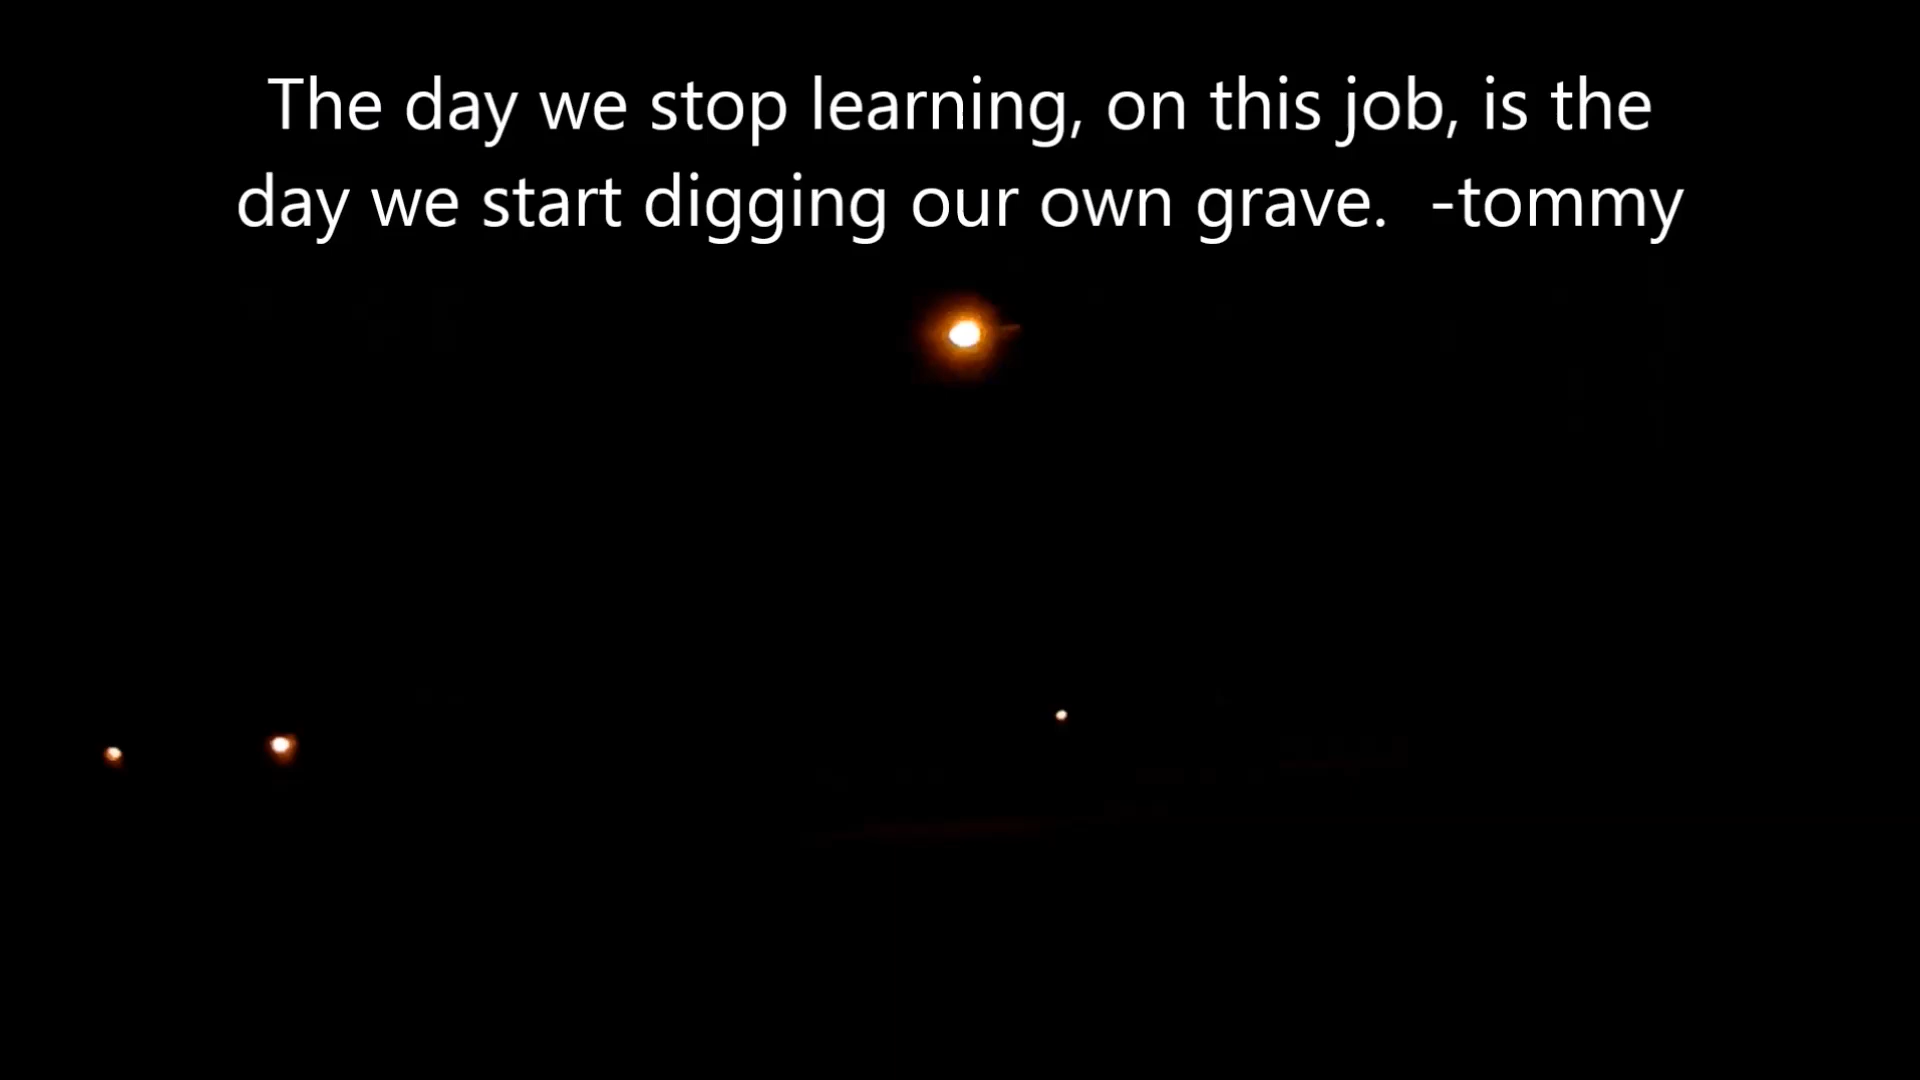 The day we stop learning, on this job, is the
day we start digging our own grave.  -tommy